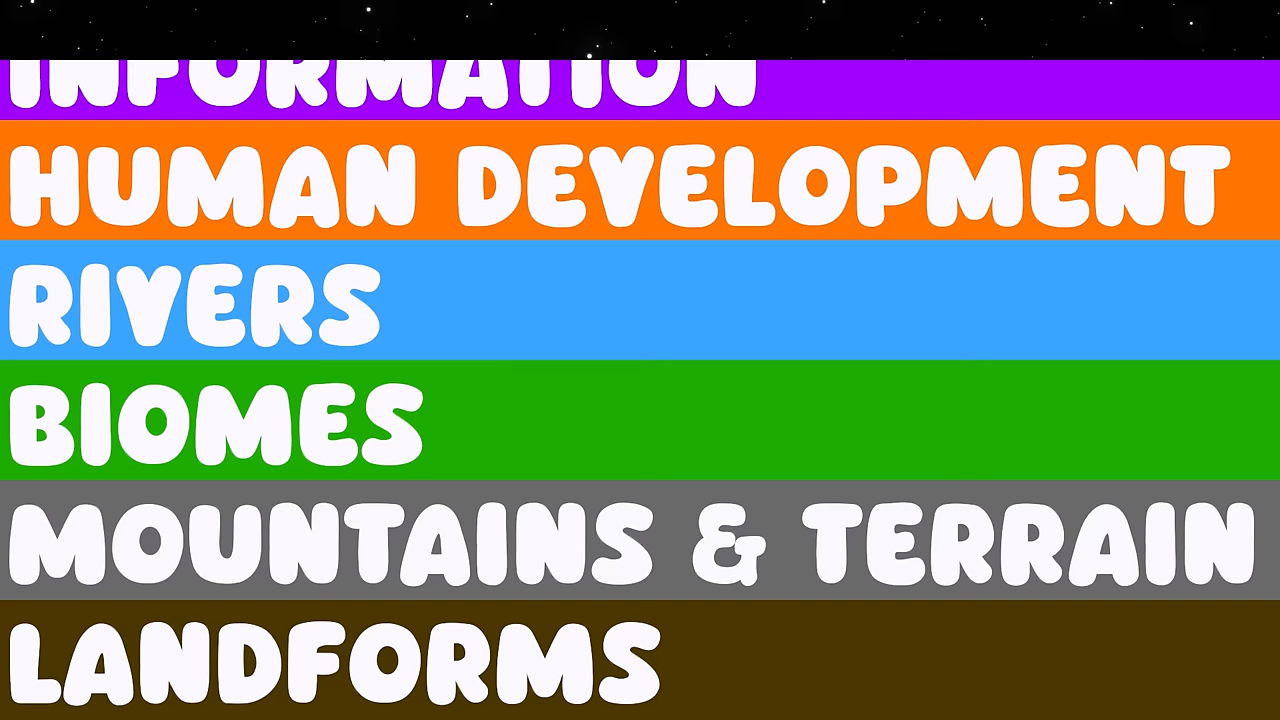 INFORMATION
HUMAN DEVELOPMENT
RIVERS
BIOMES
MOUNTAINS & TERRAIN
LANDFORMS